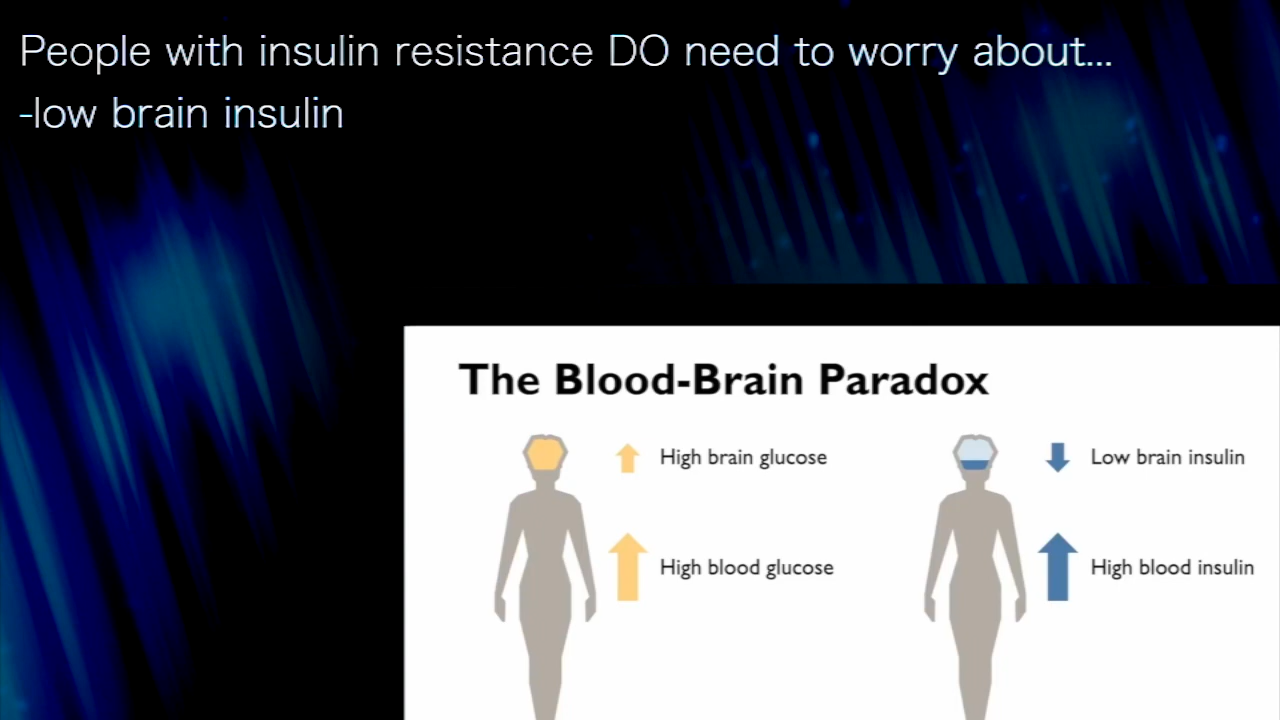 People with insulin resistance DO need to worry about...
-low brain insulin
The Blood-Brain Paradox
High brain glucose
Low brain insulin
High blood glucose
High blood insulin